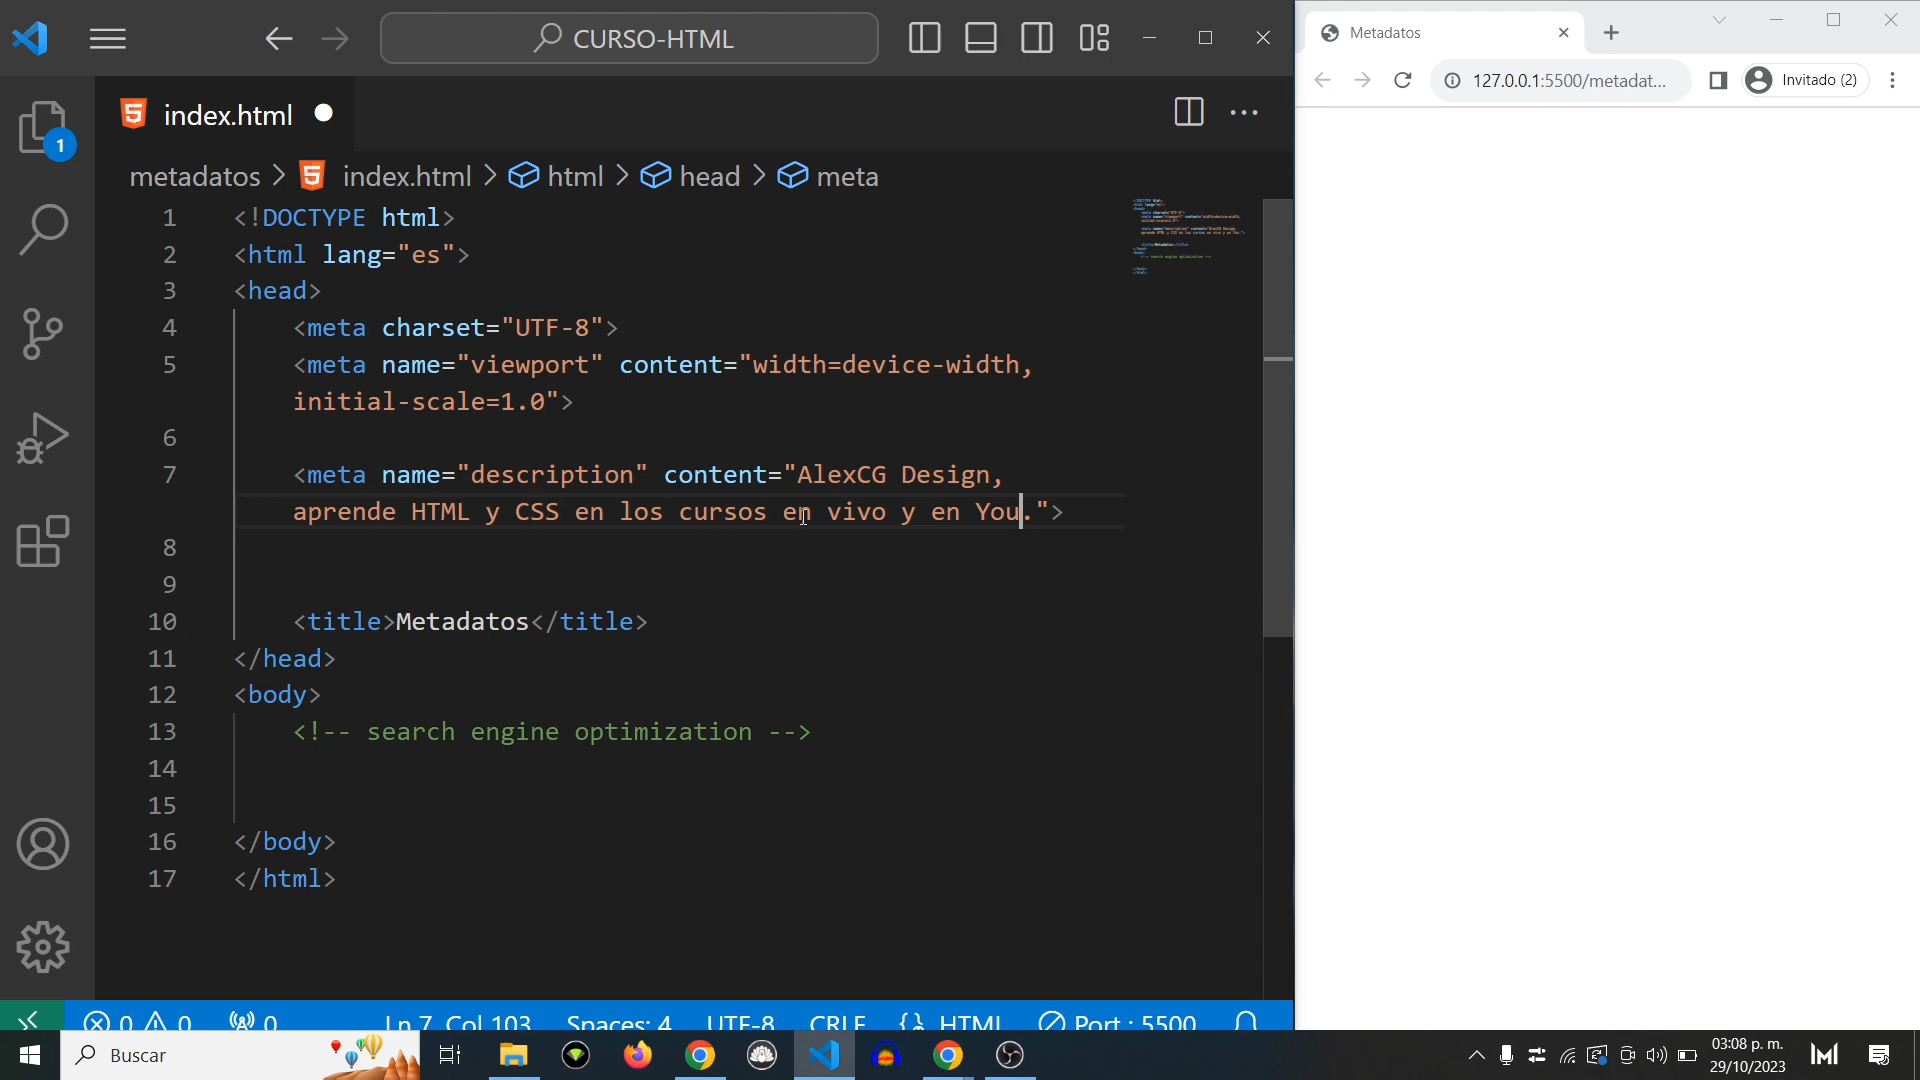 CURSO-HTML
index.html
1
metadatos > index.html > html > head > meta
1 <!DOCTYPE html>
2 <html lang="es">
3 <head>
4 <meta charset="UTF-8">
5 <meta name="viewport" content="width=device-width,
initial-scale=1.0">
6
7 <meta name="description" content="AlexCG Design,
aprende HTML y CSS en los cursos en vivo y en You.">
8
9
10 <title>Metadatos</title>
11 </head>
12 <body>
13 <!-- search engine optimization -->
14
15
16 </body>
17 </html>
0 0 0 Ln 7, Col 103 Spaces: 4 UTF-8 CRLF {} HTML Port : 5500
Metadatos
127.0.0.1:5500/metadat...
Invitado (2)
Buscar
03:08 p. m.
29/10/2023